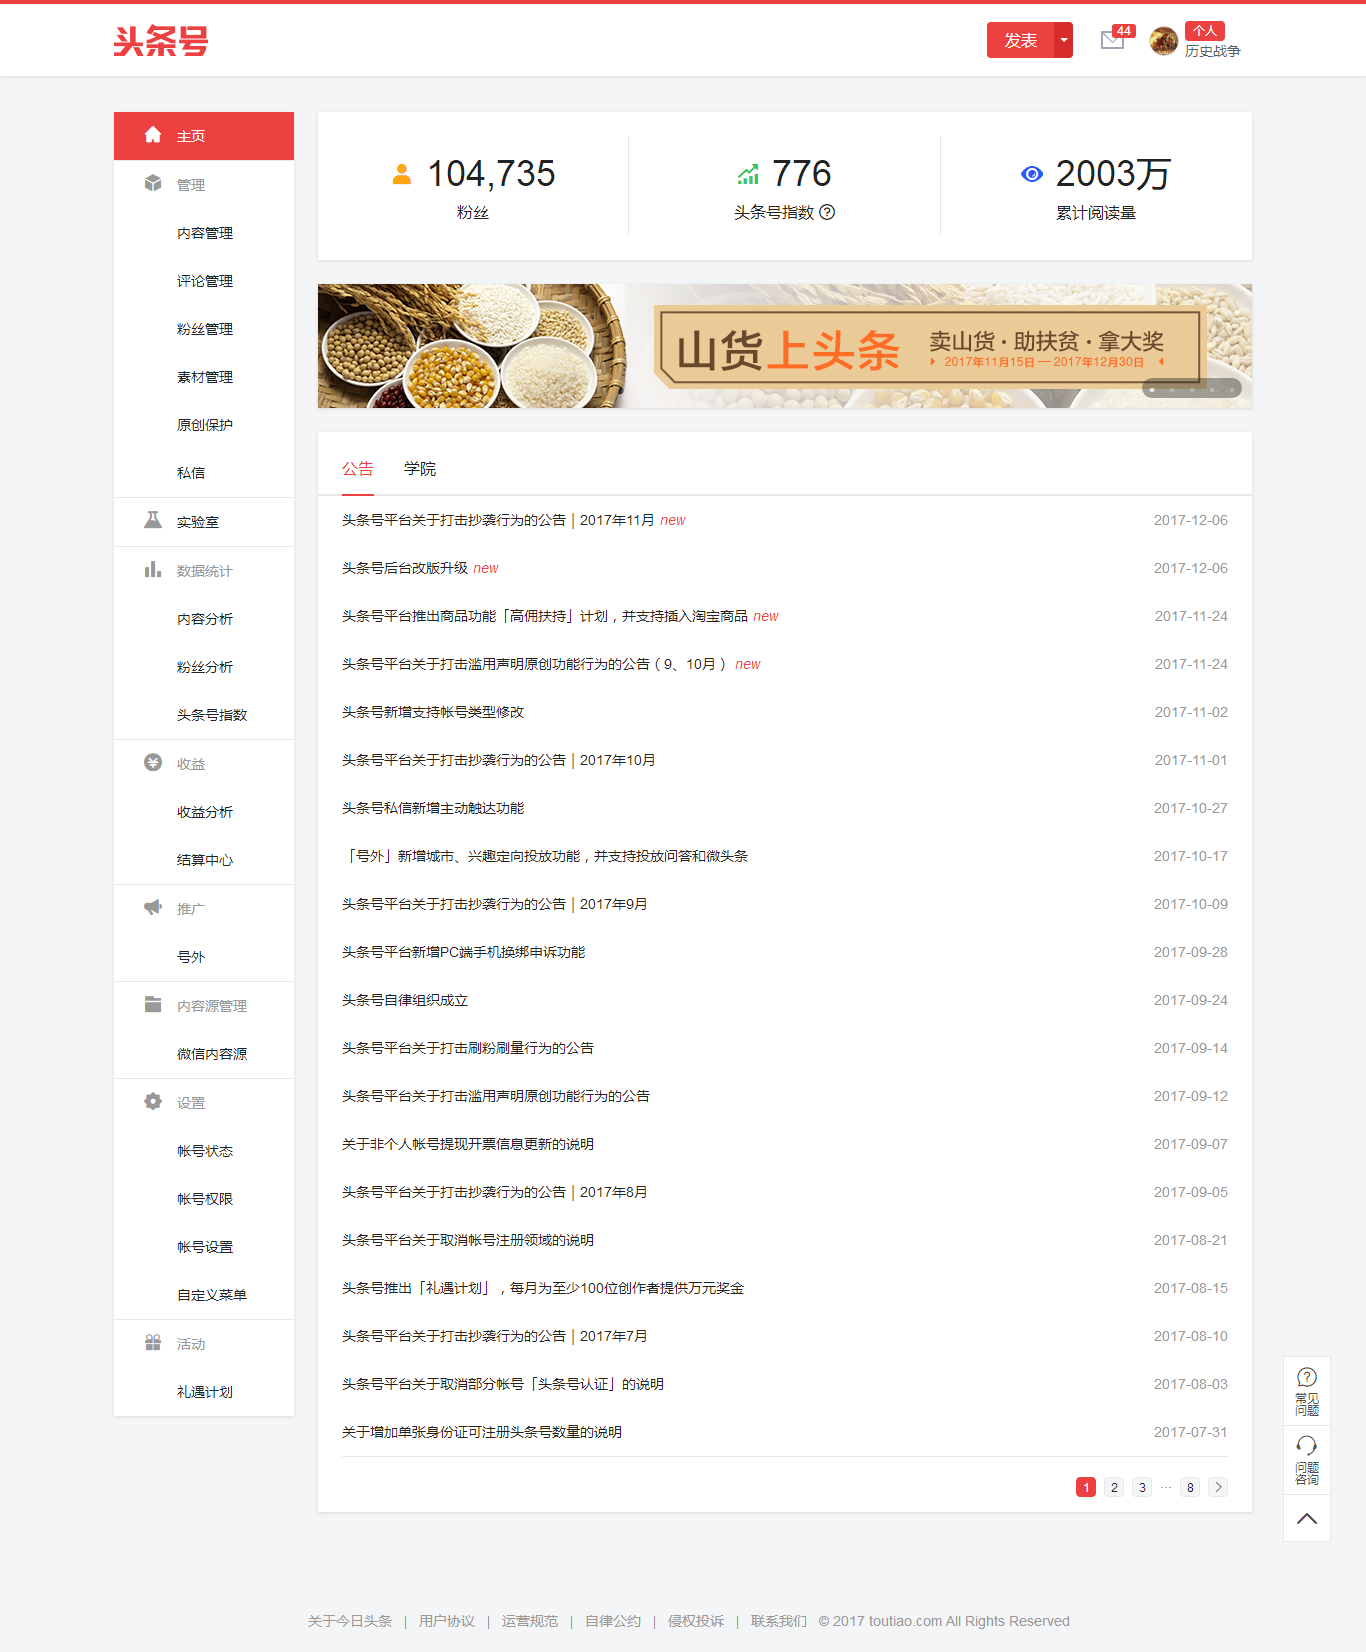 头条号
发表
44
个人
历史战争
主页
管理
内容管理
评论管理
粉丝管理
素材管理
原创保护
私信
实验室
数据统计
内容分析
粉丝分析
头条号指数
收益
收益分析
结算中心
推广
号外
内容源管理
微信内容源
设置
帐号状态
帐号权限
帐号设置
自定义菜单
活动
礼遇计划
104,735
粉丝
776
头条号指数
2003万
累计阅读量
山货上头条
卖山货·助扶贫·拿大奖
2017年11月15日 — 2017年12月30日
公告 学院
头条号平台关于打击抄袭行为的公告 | 2017年11月 new 2017-12-06
头条号后台改版升级 new 2017-12-06
头条号平台推出商品功能「高佣扶持」计划，并支持插入淘宝商品 new 2017-11-24
头条号平台关于打击滥用声明原创功能行为的公告（9、10月） new 2017-11-24
头条号新增支持帐号类型修改 2017-11-02
头条号平台关于打击抄袭行为的公告 | 2017年10月 2017-11-01
头条号私信新增主动触达功能 2017-10-27
「号外」新增城市、兴趣定向投放功能，并支持投放问答和微头条 2017-10-17
头条号平台关于打击抄袭行为的公告 | 2017年9月 2017-10-09
头条号平台新增PC端手机换绑申诉功能 2017-09-28
头条号自律组织成立 2017-09-24
头条号平台关于打击刷粉刷量行为的公告 2017-09-14
头条号平台关于打击滥用声明原创功能行为的公告 2017-09-12
关于非个人帐号提现开票信息更新的说明 2017-09-07
头条号平台关于打击抄袭行为的公告 | 2017年8月 2017-09-05
头条号平台关于取消帐号注册领域的说明 2017-08-21
头条号推出「礼遇计划」，每月为至少100位创作者提供万元奖金 2017-08-15
头条号平台关于打击抄袭行为的公告 | 2017年7月 2017-08-10
头条号平台关于取消部分帐号「头条号认证」的说明 2017-08-03
关于增加单张身份证可注册头条号数量的说明 2017-07-31
1 2 3 ··· 8
常见
问题
问题
咨询
关于今日头条 | 用户协议 | 运营规范 | 自律公约 | 侵权投诉 | 联系我们 © 2017 toutiao.com All Rights Reserved